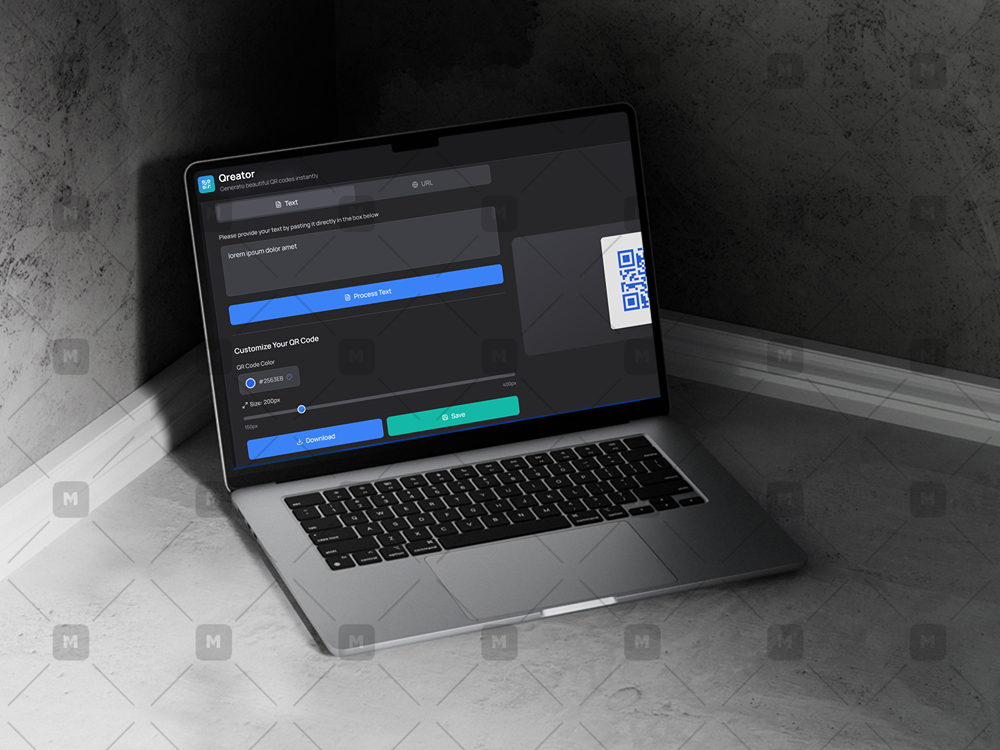 Qreator
Generate beautiful QR codes instantly
Text
URL
Please provide your text by pasting it directly in the box below
lorem ipsum dolor amet
Process Text
Customize Your QR Code
QR Code Color
#2563EB
Size: 200px
150px
400px
Download
Save